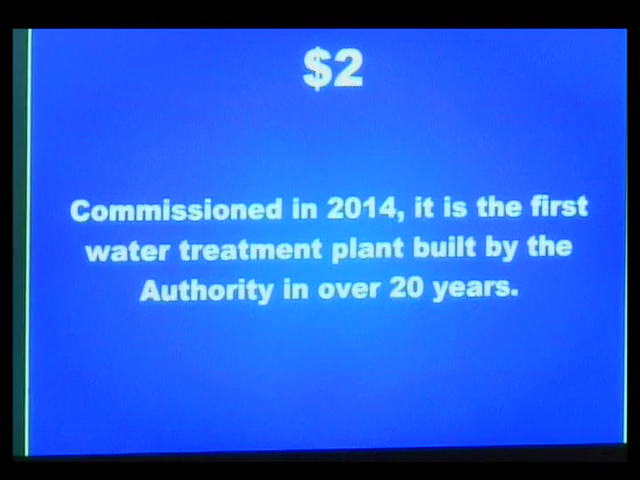 $2
Commissioned in 2014, it is the first
water treatment plant built by the
Authority in over 20 years.